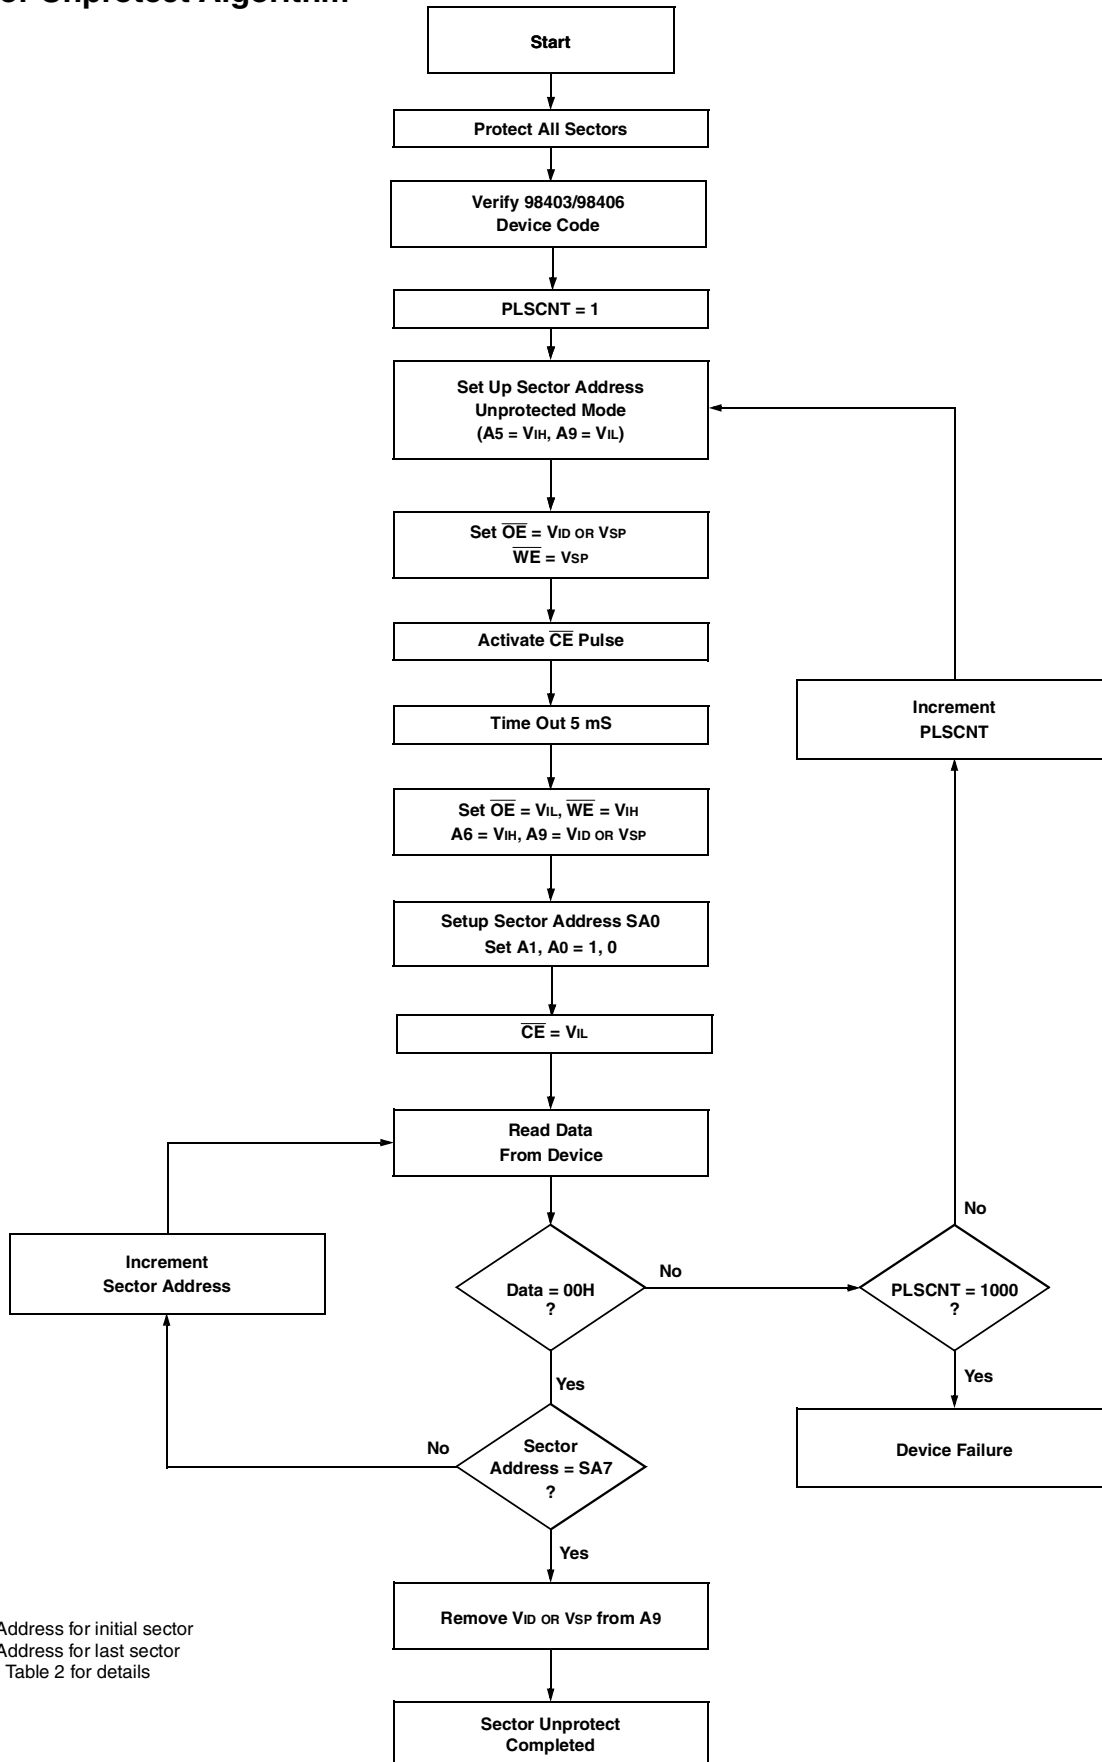 Unprotect Algorithm
Start
Protect All Sectors
Verify 98403/98406
Device Code
PLSCNT = 1
Set Up Sector Address
Unprotected Mode
(A5 = VIH, A9 = VIL)
Set OE = VID OR VSP
WE = VSP
Activate CE Pulse
Time Out 5 mS
Increment
PLSCNT
Set OE = VIL, WE = VIH
A6 = VIH, A9 = VID OR VSP
Setup Sector Address SA0
Set A1, A0 = 1, 0
CE = VIL
Read Data
From Device
No
Increment
Sector Address
No
Data = 00H
?
PLSCNT = 1000
?
Yes
Yes
No
Sector
Address = SA7
?
Device Failure
Yes
Remove VID OR VSP from A9
Address for initial sector
Address for last sector
Table 2 for details
Sector Unprotect
Completed